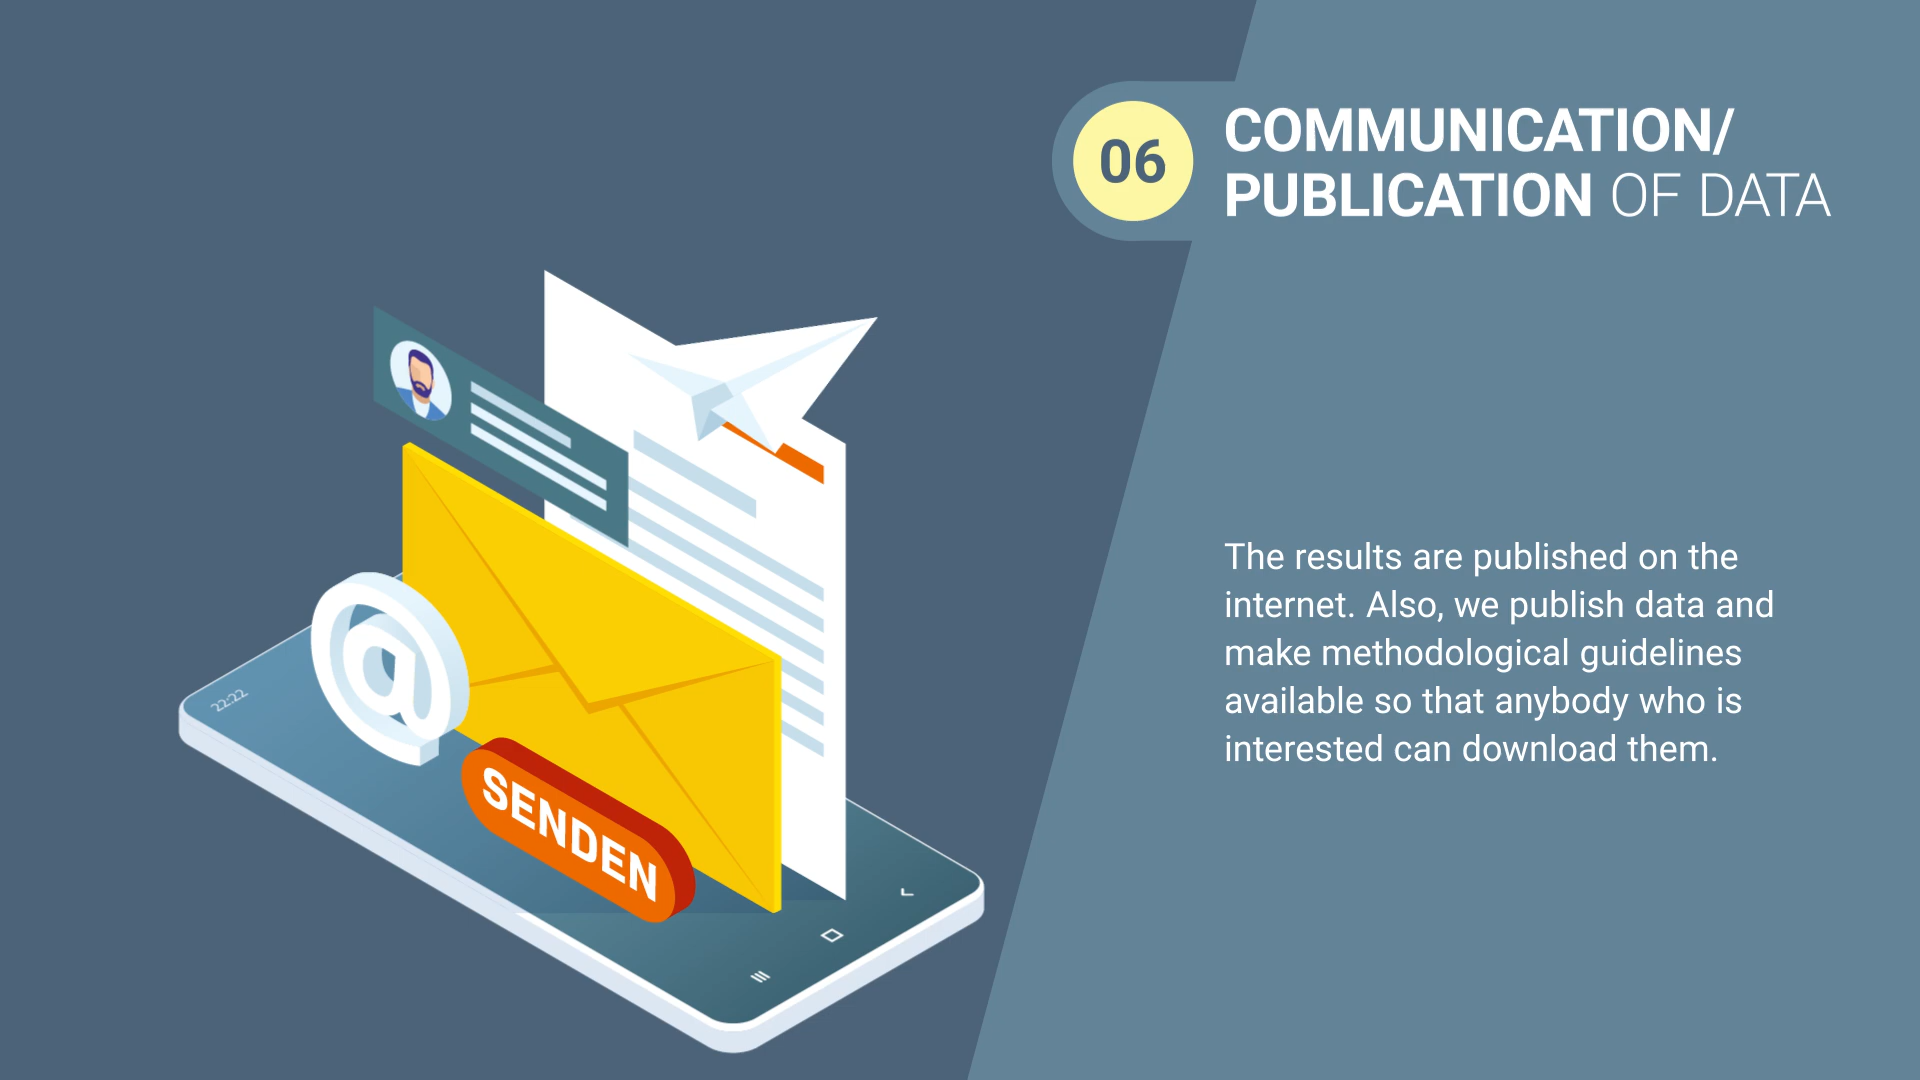 06
COMMUNICATION/
PUBLICATION OF DATA
The results are published on the
internet. Also, we publish data and
make methodological guidelines
available so that anybody who is
interested can download them.
@
SENDEN
22:22